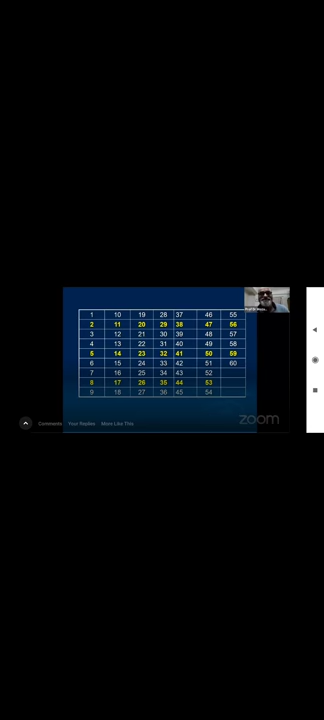 1 10 19 28 37 46 55
2 11 20 29 38 47 56
3 12 21 30 39 48 57
4 13 22 31 40 49 58
5 14 23 32 41 50 59
6 15 24 33 42 51 60
7 16 25 34 43 52
8 17 26 35 44 53
9 18 27 36 45 54
zoom
Comments Your Replies More Like This